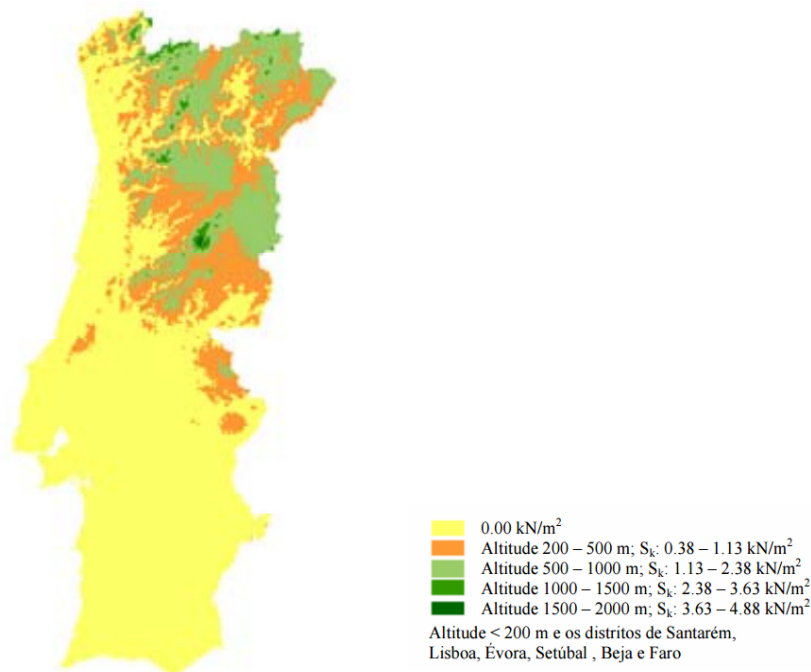 0.00 kN/m²
Altitude 200 – 500 m; Sₖ: 0.38 – 1.13 kN/m²
Altitude 500 – 1000 m; Sₖ: 1.13 - 2.38 kN/m²
Altitude 1000 – 1500 m; Sₖ: 2.38 – 3.63 kN/m²
Altitude 1500 – 2000 m; Sₖ: 3.63 – 4.88 kN/m²
Altitude < 200 m e os distritos de Santarém,
Lisboa, Évora, Setúbal , Beja e Faro